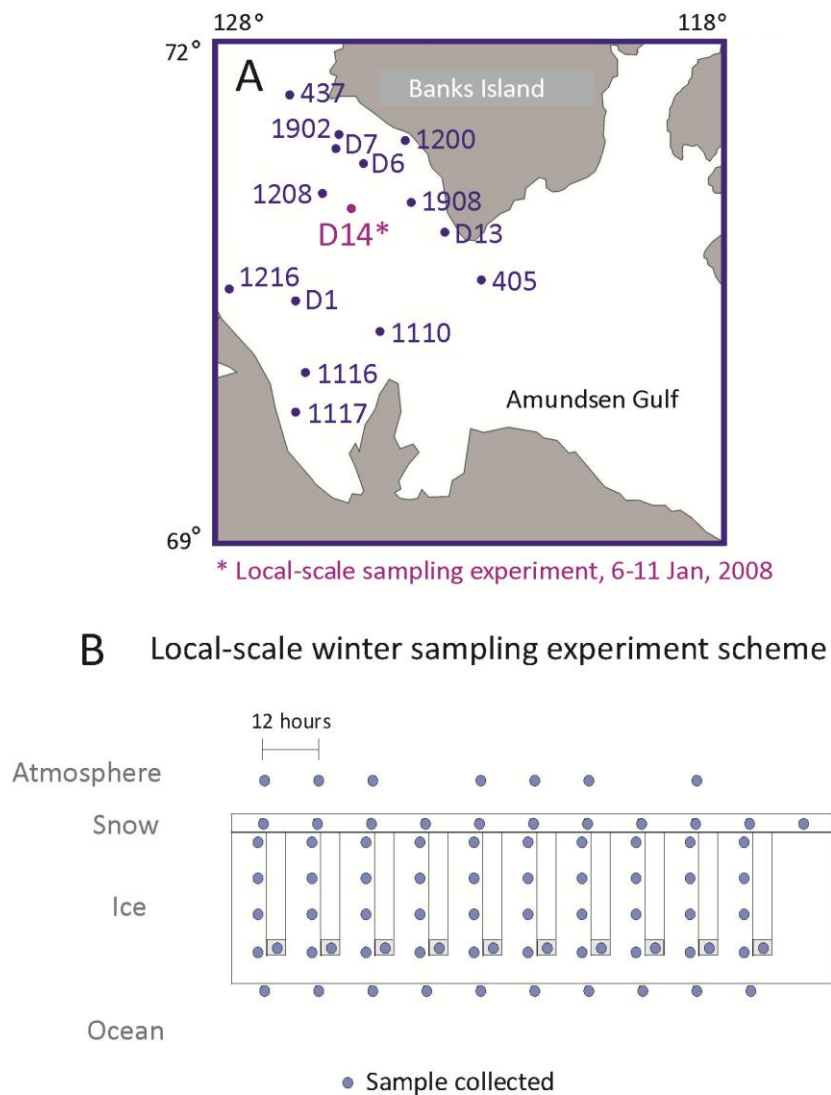 128°
118°
72°
A
Banks Island
437
1902
D7
1200
D6
1208
1908
D14*
D13
1216
405
D1
1110
1116
Amundsen Gulf
1117
69°
* Local-scale sampling experiment, 6-11 Jan, 2008
B Local-scale winter sampling experiment scheme
12 hours
Atmosphere
Snow
Ice
Ocean
Sample collected